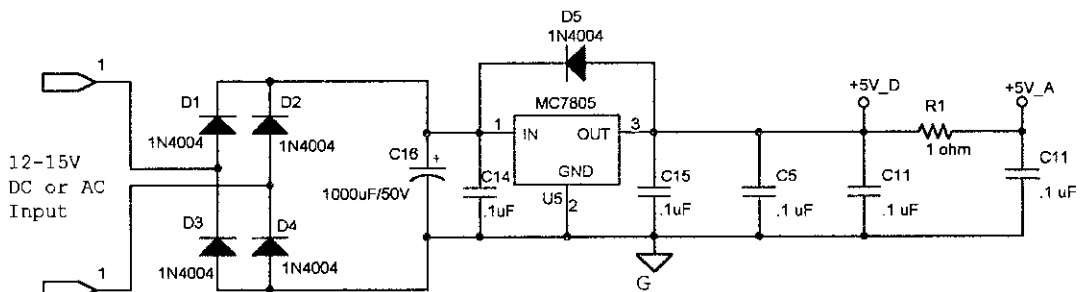 D5
1N4004
1
MC7805
+5V_D
+5V_A
D1
D2
1
IN
OUT
3
R1
1N4004
1N4004
C16
+
GND
1 ohm
C11
12-15V
DC or AC
Input
1000uF/50V
C14
U5
2
C15
C5
C11
.1uF
.1uF
.1uF
.1 uF
.1 uF
D3
D4
1
1N4004
1N4004
G